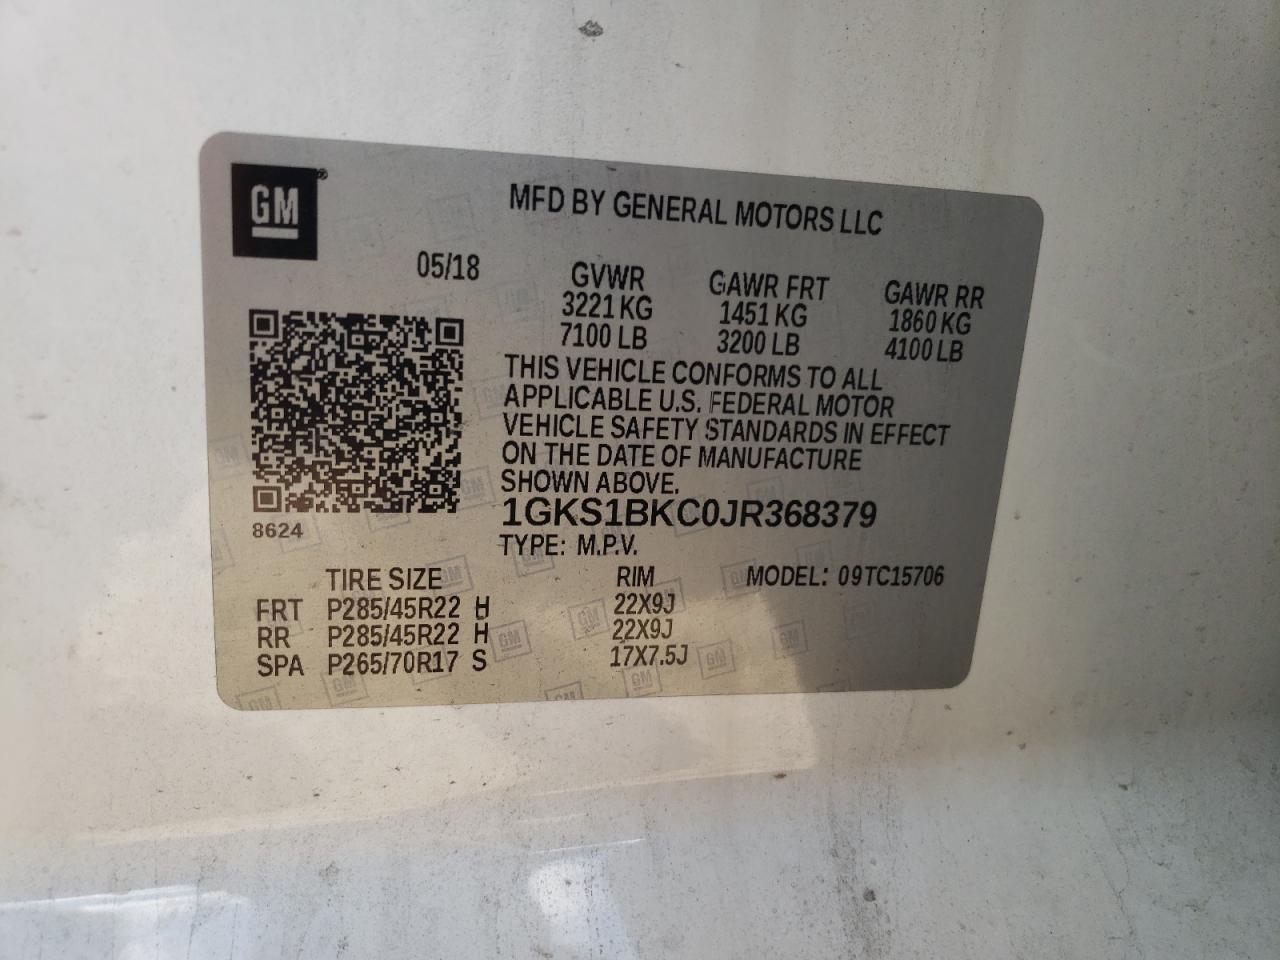 GM®
MFD BY GENERAL MOTORS LLC
05/18 GVWR GAWR FRT GAWR RR
3221 KG 1451 KG 1860 KG
7100 LB 3200 LB 4100 LB
THIS VEHICLE CONFORMS TO ALL
APPLICABLE U.S. FEDERAL MOTOR
VEHICLE SAFETY STANDARDS IN EFFECT
ON THE DATE OF MANUFACTURE
SHOWN ABOVE.
8624 1GKS1BKC0JR368379
TYPE: M.P.V.
TIRE SIZE RIM MODEL: 09TC15706
FRT P285/45R22 H 22X9J
RR P285/45R22 H 22X9J
SPA P265/70R17 S 17X7.5J